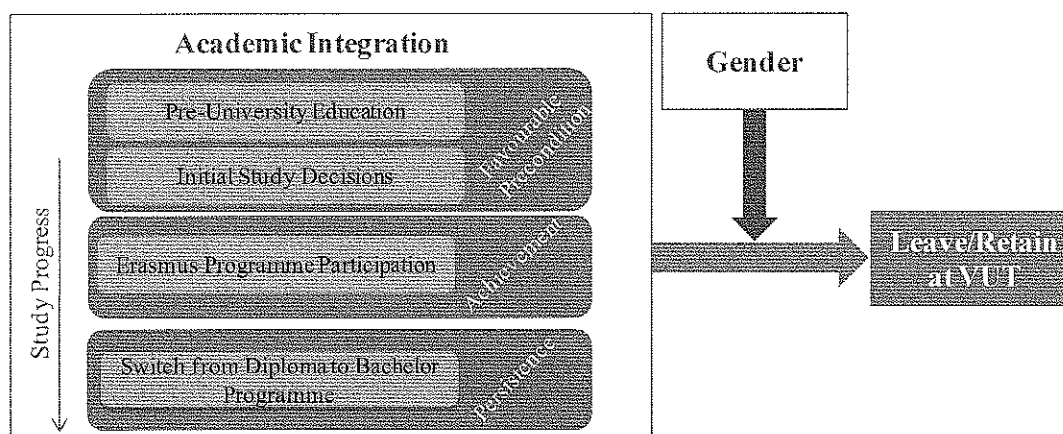 Academic Integration
Gender
Pre-University Education
Initial Study Decisions
Favourable
Precondition
Erasmus Programme Participation
Achievement
Switch from Diploma to Bachelor
Programme
Persistence
Study Progress
Leave/Retain
at VUT